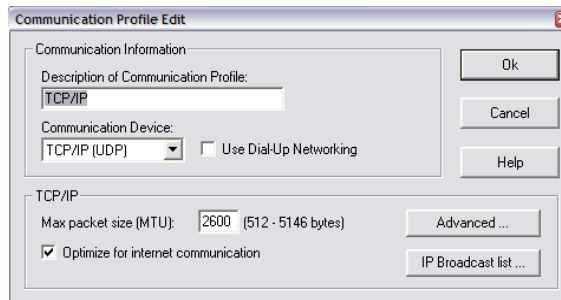 Communication Profile Edit
Communication Information
Description of Communication Profile:
TCP/IP
Communication Device:
TCP/IP (UDP)
Use Dial-Up Networking
Ok
Cancel
Help
TCP/IP
Max packet size (MTU): 2600 (512 - 5146 bytes)
Optimize for internet communication
Advanced ...
IP Broadcast list ...